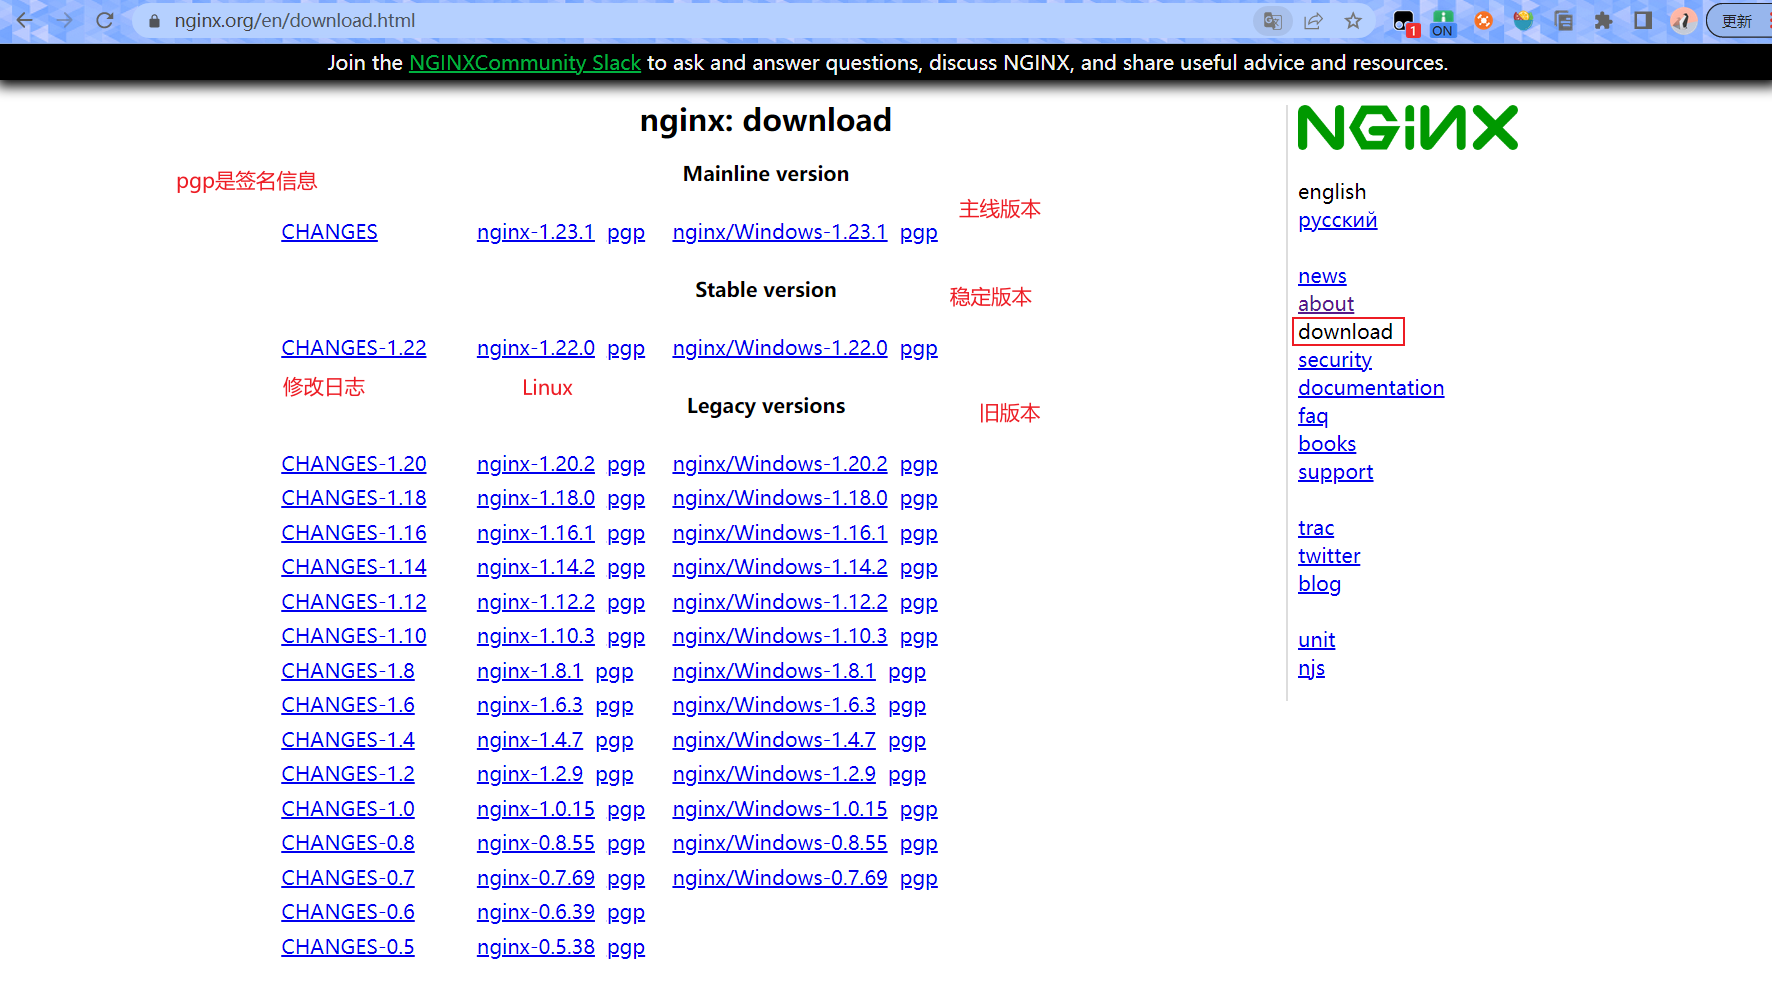 nginx.org/en/download.html
1
ON
更新
Join the NGINXCommunity Slack to ask and answer questions, discuss NGINX, and share useful advice and resources.
nginx: download
NGINX
pgp是签名信息
Mainline version
主线版本
CHANGES nginx-1.23.1 pgp nginx/Windows-1.23.1 pgp
Stable version
稳定版本
CHANGES-1.22 nginx-1.22.0 pgp nginx/Windows-1.22.0 pgp
修改日志 Linux
Legacy versions
旧版本
CHANGES-1.20 nginx-1.20.2 pgp nginx/Windows-1.20.2 pgp
CHANGES-1.18 nginx-1.18.0 pgp nginx/Windows-1.18.0 pgp
CHANGES-1.16 nginx-1.16.1 pgp nginx/Windows-1.16.1 pgp
CHANGES-1.14 nginx-1.14.2 pgp nginx/Windows-1.14.2 pgp
CHANGES-1.12 nginx-1.12.2 pgp nginx/Windows-1.12.2 pgp
CHANGES-1.10 nginx-1.10.3 pgp nginx/Windows-1.10.3 pgp
CHANGES-1.8 nginx-1.8.1 pgp nginx/Windows-1.8.1 pgp
CHANGES-1.6 nginx-1.6.3 pgp nginx/Windows-1.6.3 pgp
CHANGES-1.4 nginx-1.4.7 pgp nginx/Windows-1.4.7 pgp
CHANGES-1.2 nginx-1.2.9 pgp nginx/Windows-1.2.9 pgp
CHANGES-1.0 nginx-1.0.15 pgp nginx/Windows-1.0.15 pgp
CHANGES-0.8 nginx-0.8.55 pgp nginx/Windows-0.8.55 pgp
CHANGES-0.7 nginx-0.7.69 pgp nginx/Windows-0.7.69 pgp
CHANGES-0.6 nginx-0.6.39 pgp
CHANGES-0.5 nginx-0.5.38 pgp
english
русский
news
about
download
security
documentation
faq
books
support
trac
twitter
blog
unit
njs